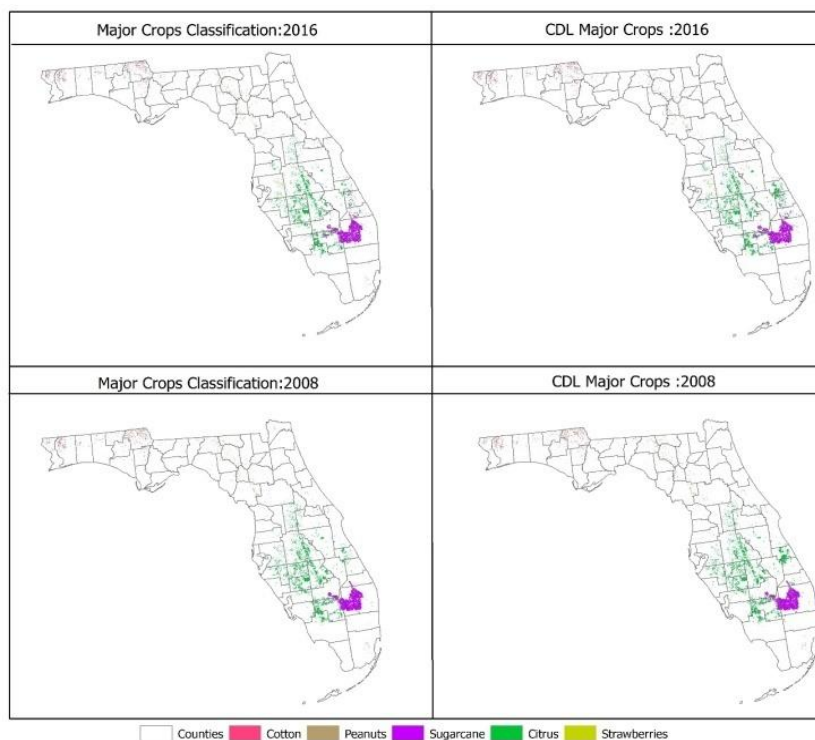 Major Crops Classification:2016
CDL Major Crops :2016
Major Crops Classification:2008
CDL Major Crops :2008
Counties Cotton Peanuts Sugarcane Citrus Strawberries